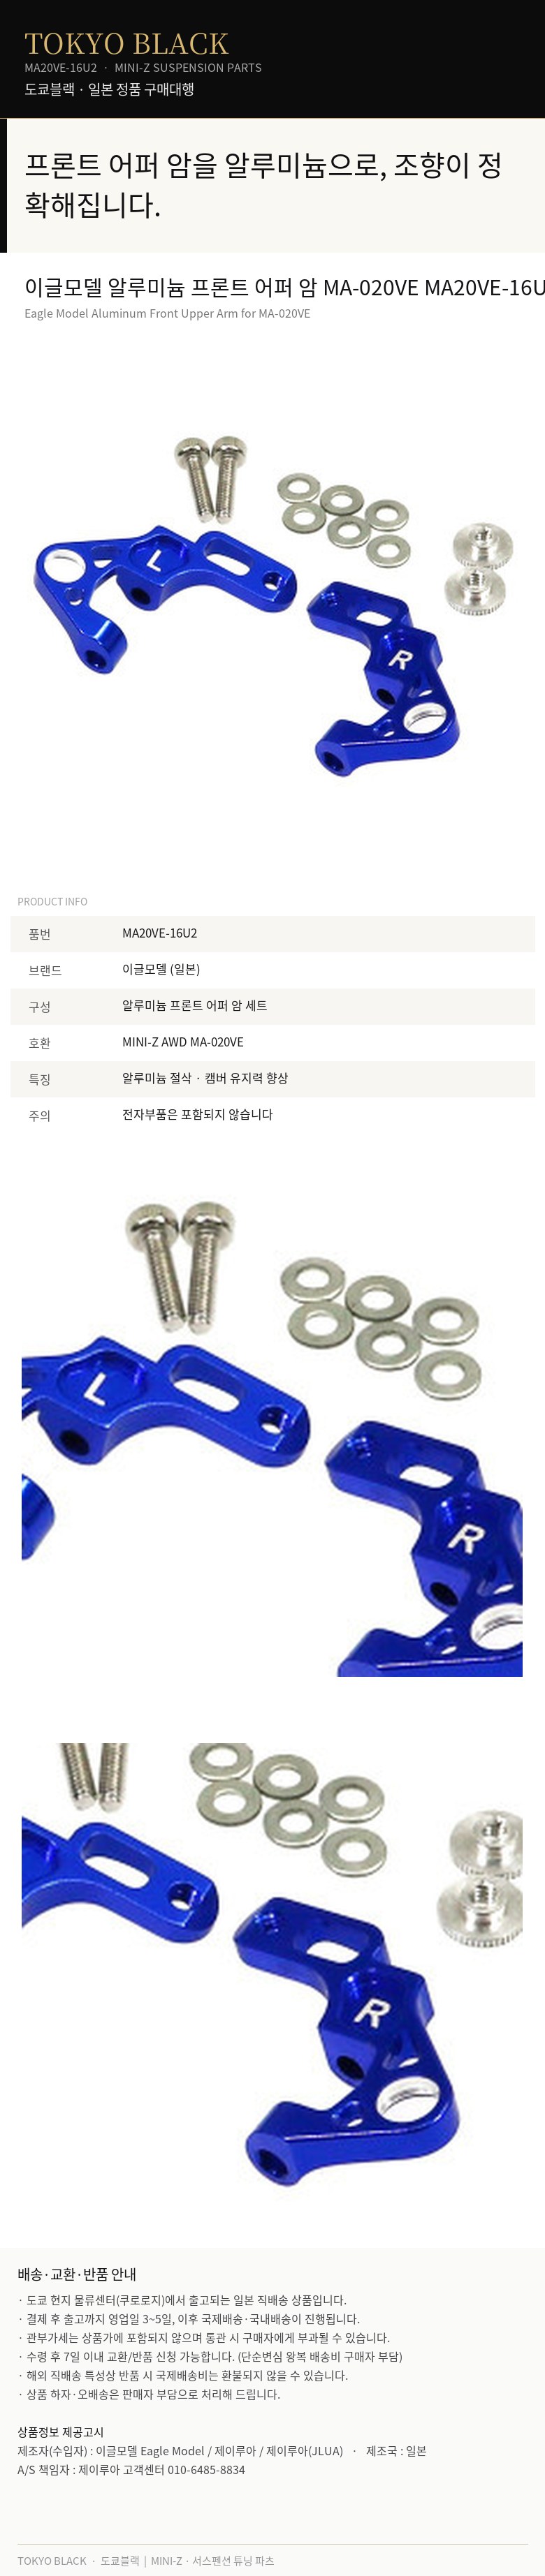 TOKYO BLACK
MA20VE-16U2 · MINI-Z SUSPENSION PARTS
도쿄블랙 · 일본 정품 구매대행
프론트 어퍼 암을 알루미늄으로, 조향이 정
확해집니다.
이글모델 알루미늄 프론트 어퍼 암 MA-020VE MA20VE-16U
Eagle Model Aluminum Front Upper Arm for MA-020VE
L
R
PRODUCT INFO
품번 MA20VE-16U2
브랜드 이글모델 (일본)
구성 알루미늄 프론트 어퍼 암 세트
호환 MINI-Z AWD MA-020VE
특징 알루미늄 절삭 · 캠버 유지력 향상
주의 전자부품은 포함되지 않습니다
L
R
R
배송·교환·반품 안내
· 도쿄 현지 물류센터(쿠로로지)에서 출고되는 일본 직배송 상품입니다.
· 결제 후 출고까지 영업일 3~5일, 이후 국제배송·국내배송이 진행됩니다.
· 관부가세는 상품가에 포함되지 않으며 통관 시 구매자에게 부과될 수 있습니다.
· 수령 후 7일 이내 교환/반품 신청 가능합니다. (단순변심 왕복 배송비 구매자 부담)
· 해외 직배송 특성상 반품 시 국제배송비는 환불되지 않을 수 있습니다.
· 상품 하자·오배송은 판매자 부담으로 처리해 드립니다.
상품정보 제공고시
제조자(수입자) : 이글모델 Eagle Model / 제이루아 / 제이루아(JLUA) · 제조국 : 일본
A/S 책임자 : 제이루아 고객센터 010-6485-8834
TOKYO BLACK · 도쿄블랙 | MINI-Z · 서스펜션 튜닝 파츠